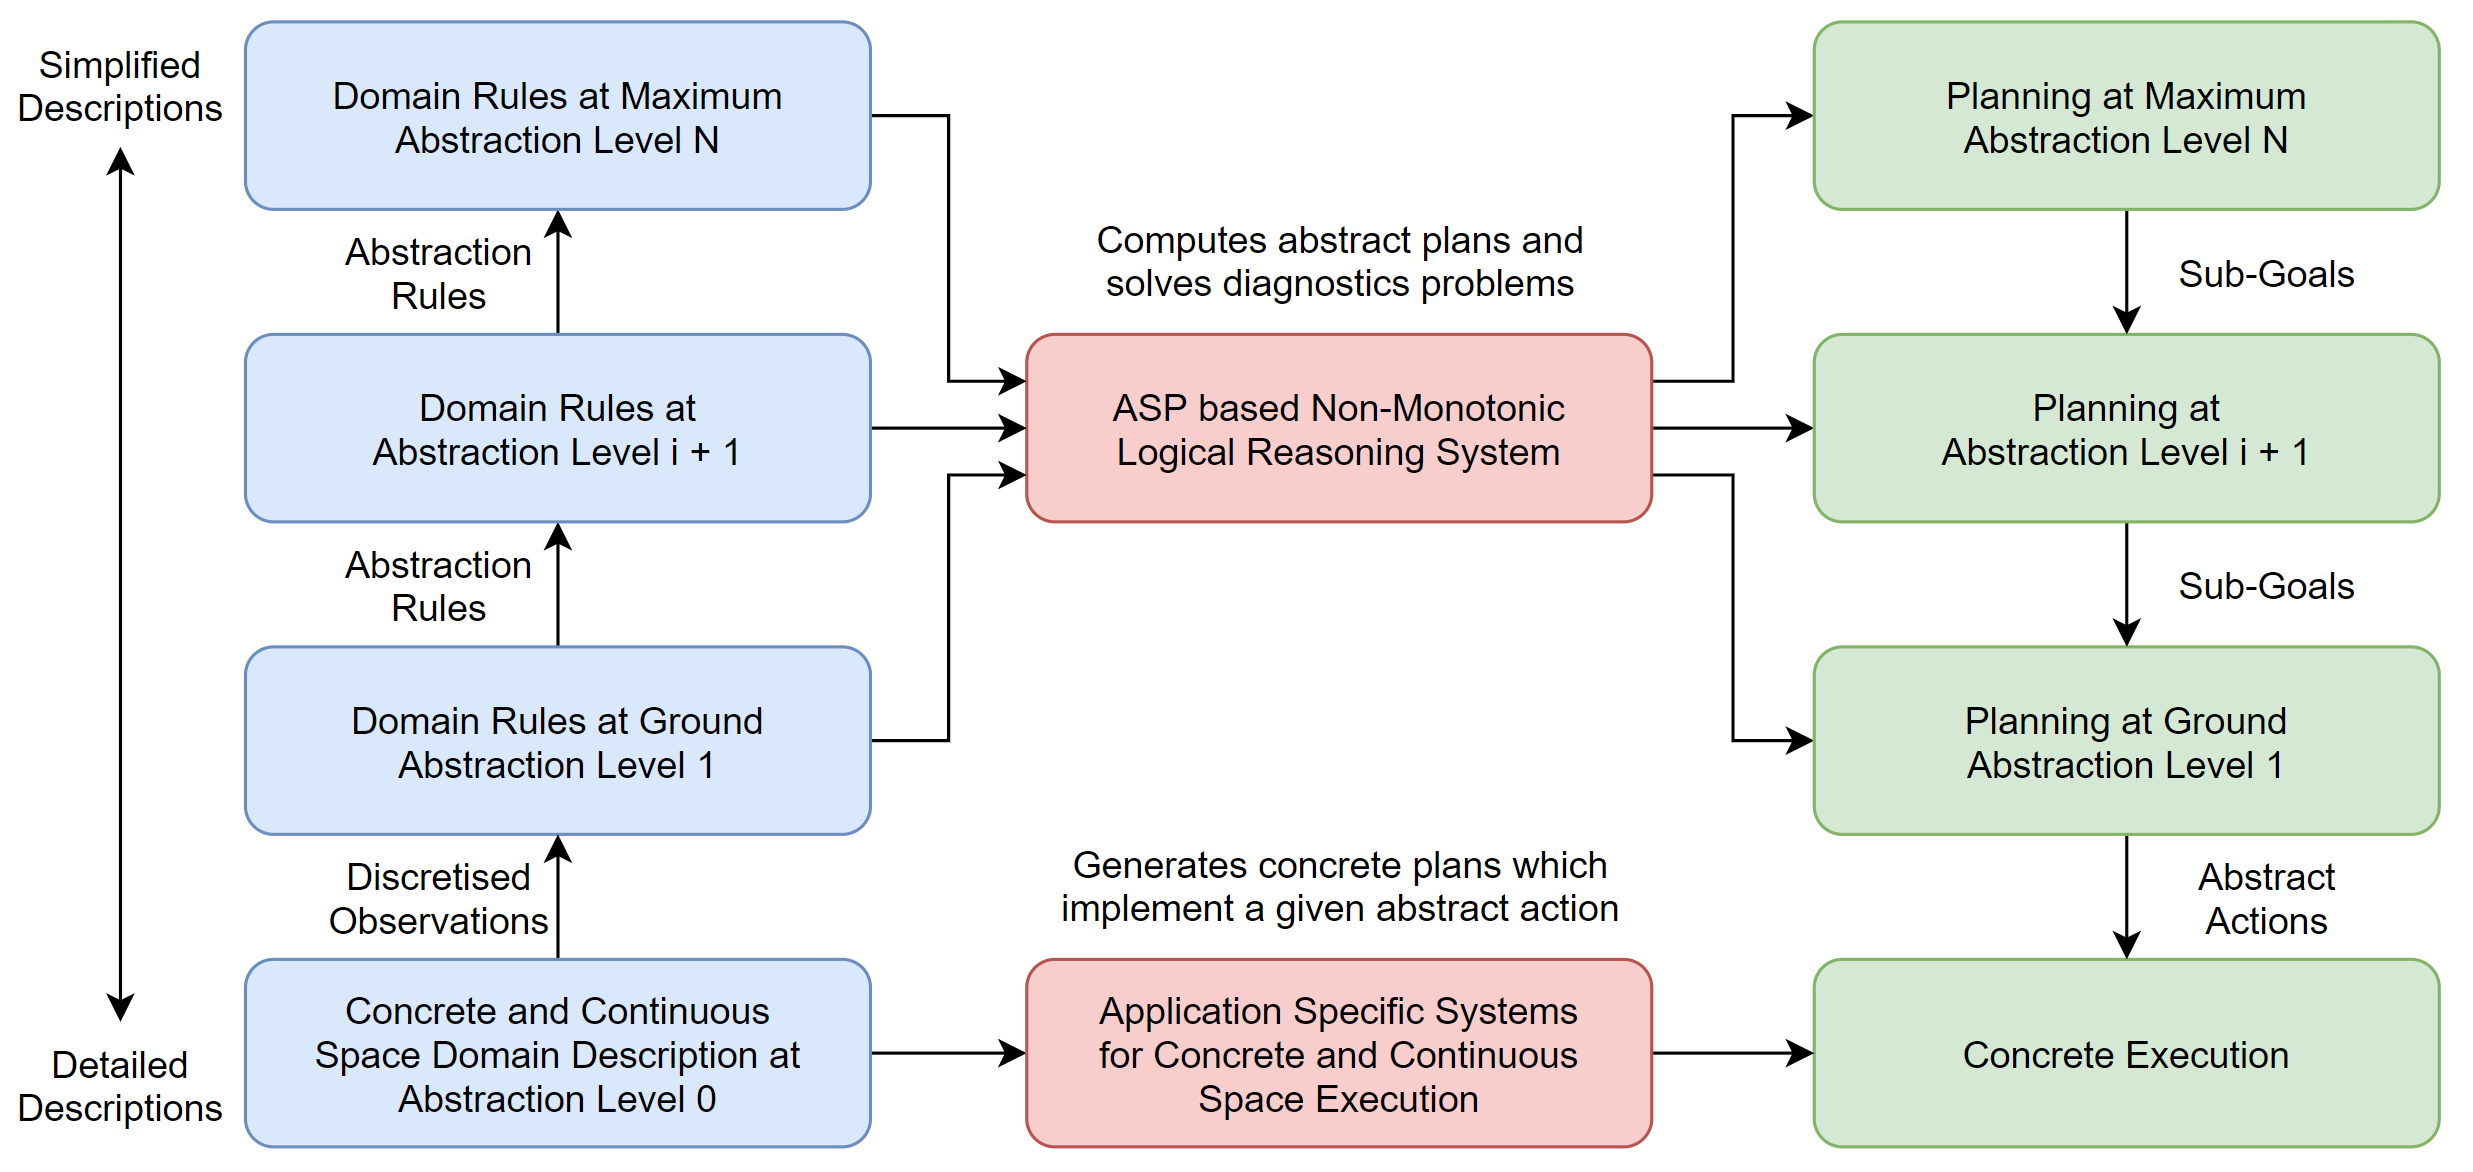 Simplified
Descriptions
Domain Rules at Maximum
Abstraction Level N
Planning at Maximum
Abstraction Level N
Abstraction
Rules
Computes abstract plans and
solves diagnostics problems
Sub-Goals
Domain Rules at
Abstraction Level i + 1
ASP based Non-Monotonic
Logical Reasoning System
Planning at
Abstraction Level i + 1
Abstraction
Rules
Sub-Goals
Domain Rules at Ground
Abstraction Level 1
Planning at Ground
Abstraction Level 1
Discretised
Observations
Generates concrete plans which
implement a given abstract action
Abstract
Actions
Detailed
Descriptions
Concrete and Continuous
Space Domain Description at
Abstraction Level 0
Application Specific Systems
for Concrete and Continuous
Space Execution
Concrete Execution